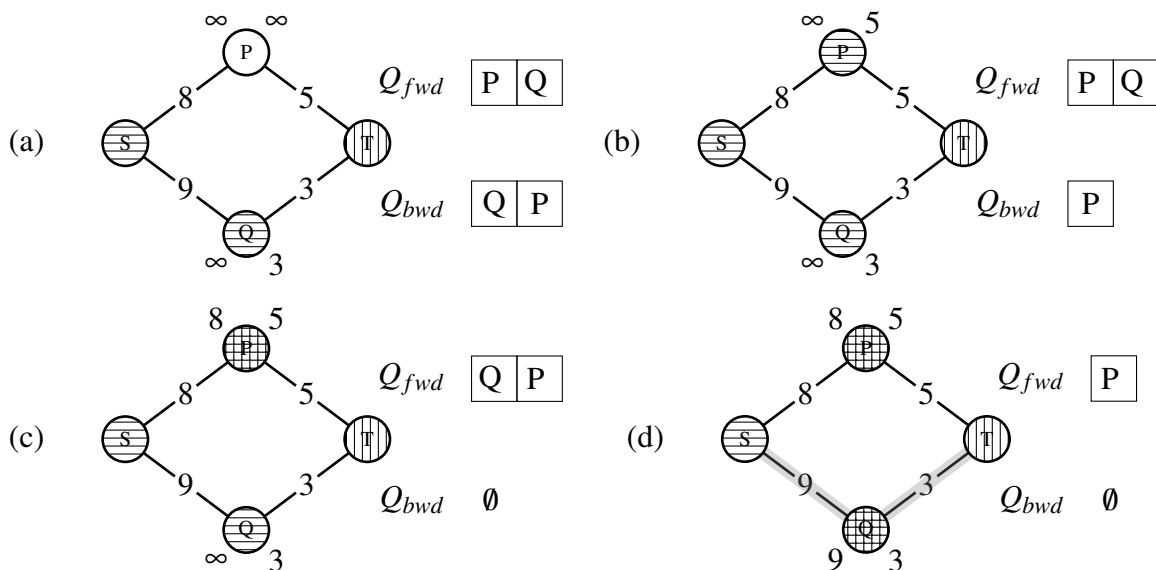 ∞ ∞ ∞ 5
P P
Q_fwd P Q Q_fwd P Q
8 5 8 5
(a) S T (b) S T
9 3 9 3
Q_bwd Q P Q_bwd P
Q Q
∞ 3 ∞ 3
8 5 8 5
P P
Q_fwd Q P Q_fwd P
8 5 8 5
(c) S T (d) S T
9 3 9 3
Q_bwd ∅ Q_bwd ∅
Q Q
∞ 3 9 3